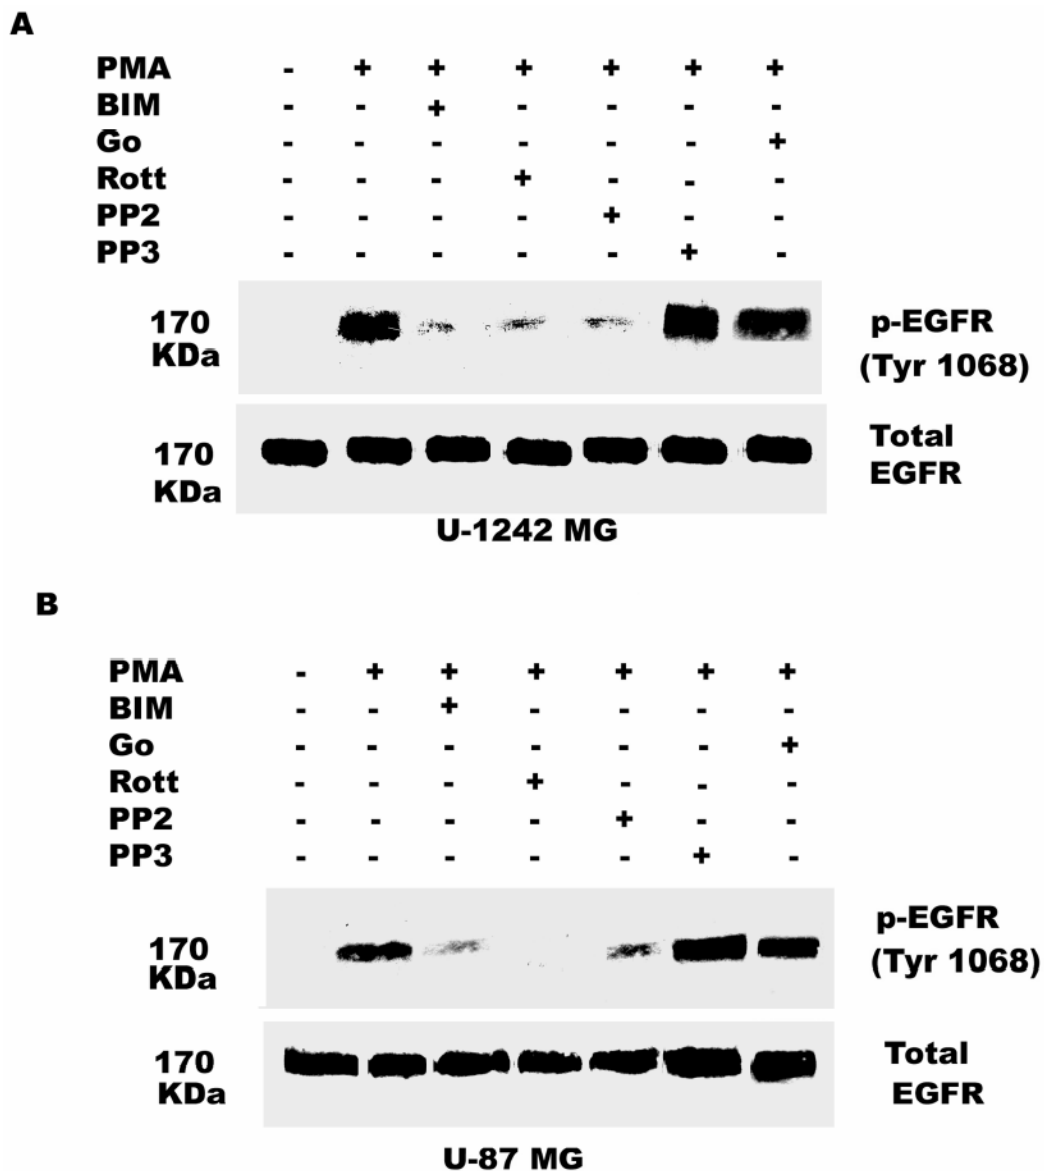 A
PMA - + + + + + +
BIM - - + - - - -
Go - - - - - - +
Rott - - - + - - -
PP2 - - - - + - -
PP3 - - - - - + -
170 KDa
p-EGFR (Tyr 1068)
170 KDa
Total EGFR
U-1242 MG
B
PMA - + + + + + +
BIM - - + - - - -
Go - - - - - - +
Rott - - - + - - -
PP2 - - - - + - -
PP3 - - - - - + -
170 KDa
p-EGFR (Tyr 1068)
170 KDa
Total EGFR
U-87 MG